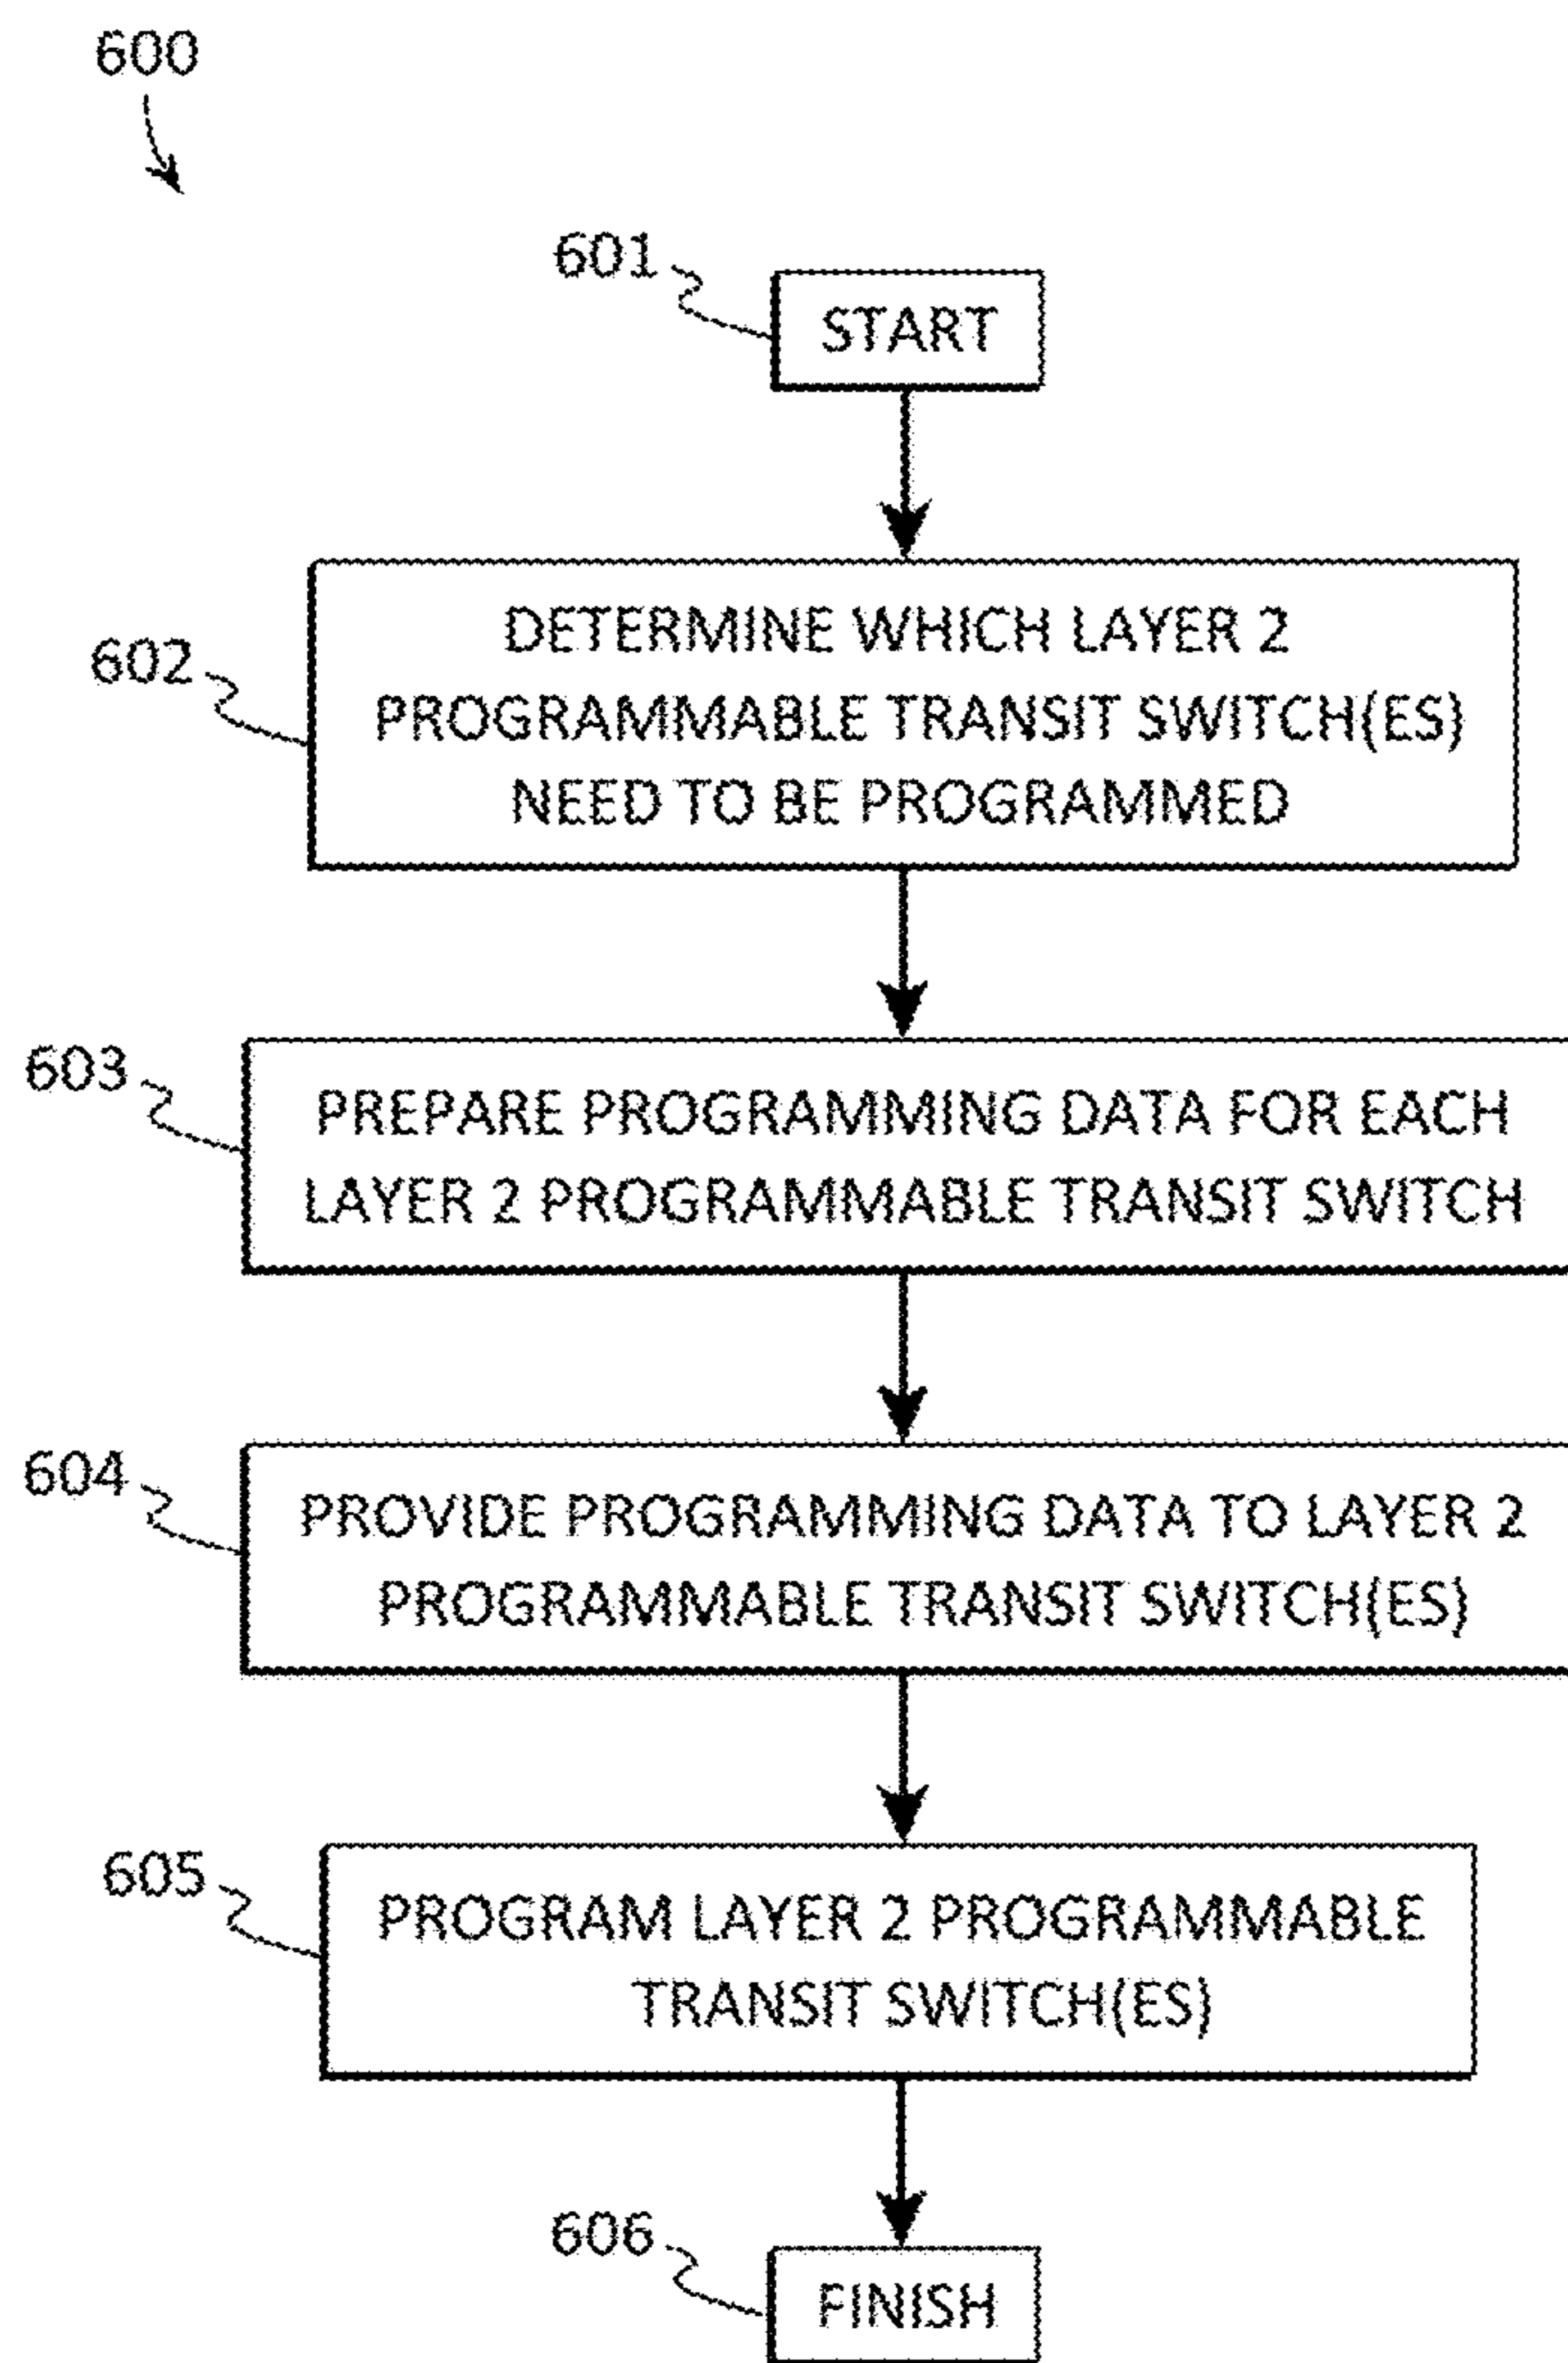 600
601
START
602
DETERMINE WHICH LAYER 2
PROGRAMMABLE TRANSIT SWITCH(ES)
NEED TO BE PROGRAMMED
603
PREPARE PROGRAMMING DATA FOR EACH
LAYER 2 PROGRAMMABLE TRANSIT SWITCH
604
PROVIDE PROGRAMMING DATA TO LAYER 2
PROGRAMMABLE TRANSIT SWITCH(ES)
605
PROGRAM LAYER 2 PROGRAMMABLE
TRANSIT SWITCH(ES)
606
FINISH